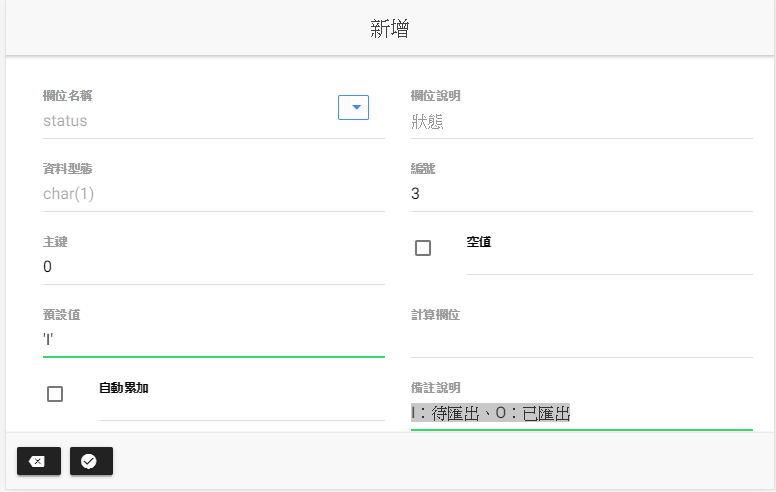 新增
欄位名稱
status
欄位說明
狀態
資料型態
char(1)
編號
3
主鍵
0
空值
預設值
'I'
計算欄位
自動累加
備註說明
I：待匯出、O：已匯出